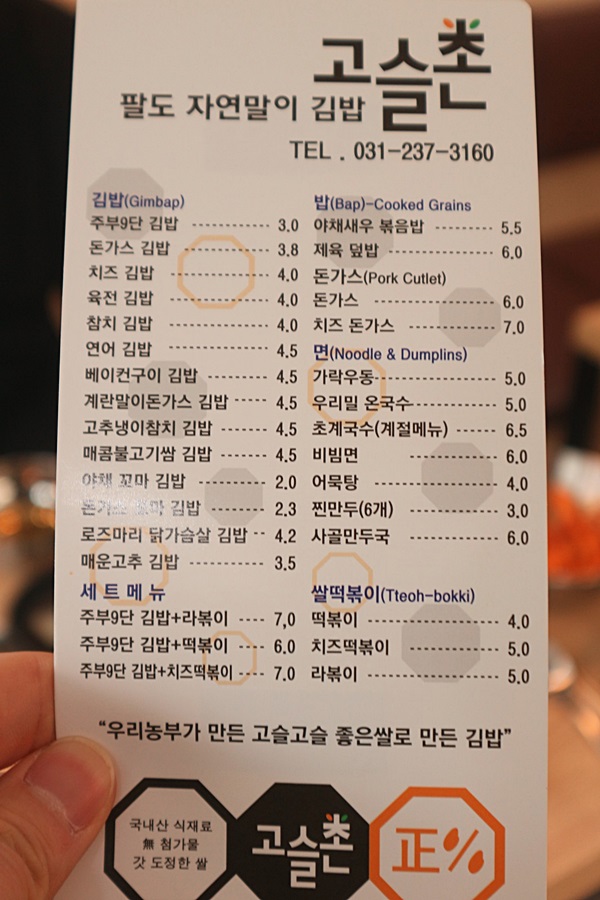 고슬촌
팔도 자연말이 김밥
TEL . 031-237-3160
김밥(Gimbap)
주부9단 김밥 3.0
돈가스 김밥 3.8
치즈 김밥 4.0
육전 김밥 4.0
참치 김밥 4.0
연어 김밥 4.5
베이컨구이 김밥 4.5
계란말이돈가스 김밥 4.5
고추냉이참치 김밥 4.5
매콤불고기쌈 김밥 4.5
야채 꼬마 김밥 2.0
돈가스 꼬마 김밥 2.3
로즈마리 닭가슴살 김밥 4.2
매운고추 김밥 3.5
세트메뉴
주부9단 김밥+라볶이 7,0
주부9단 김밥+떡볶이 6.0
주부9단 김밥+치즈떡볶이 7.0
밥(Bap)-Cooked Grains
야채새우 볶음밥 5.5
제육 덮밥 6.0
돈가스(Pork Cutlet)
돈가스 6.0
치즈 돈가스 7.0
면(Noodle & Dumplins)
가락우동 5.0
우리밀 온국수 5.0
초계국수(계절메뉴) 6.5
비빔면 6.0
어묵탕 4.0
찐만두(6개) 3.0
사골만두국 6.0
쌀떡볶이(Tteoh-bokki)
떡볶이 4.0
치즈떡볶이 5.0
라볶이 5.0
“우리농부가 만든 고슬고슬 좋은쌀로 만든 김밥”
국내산 식재료
無 첨가물
갓 도정한 쌀
고슬촌
正%